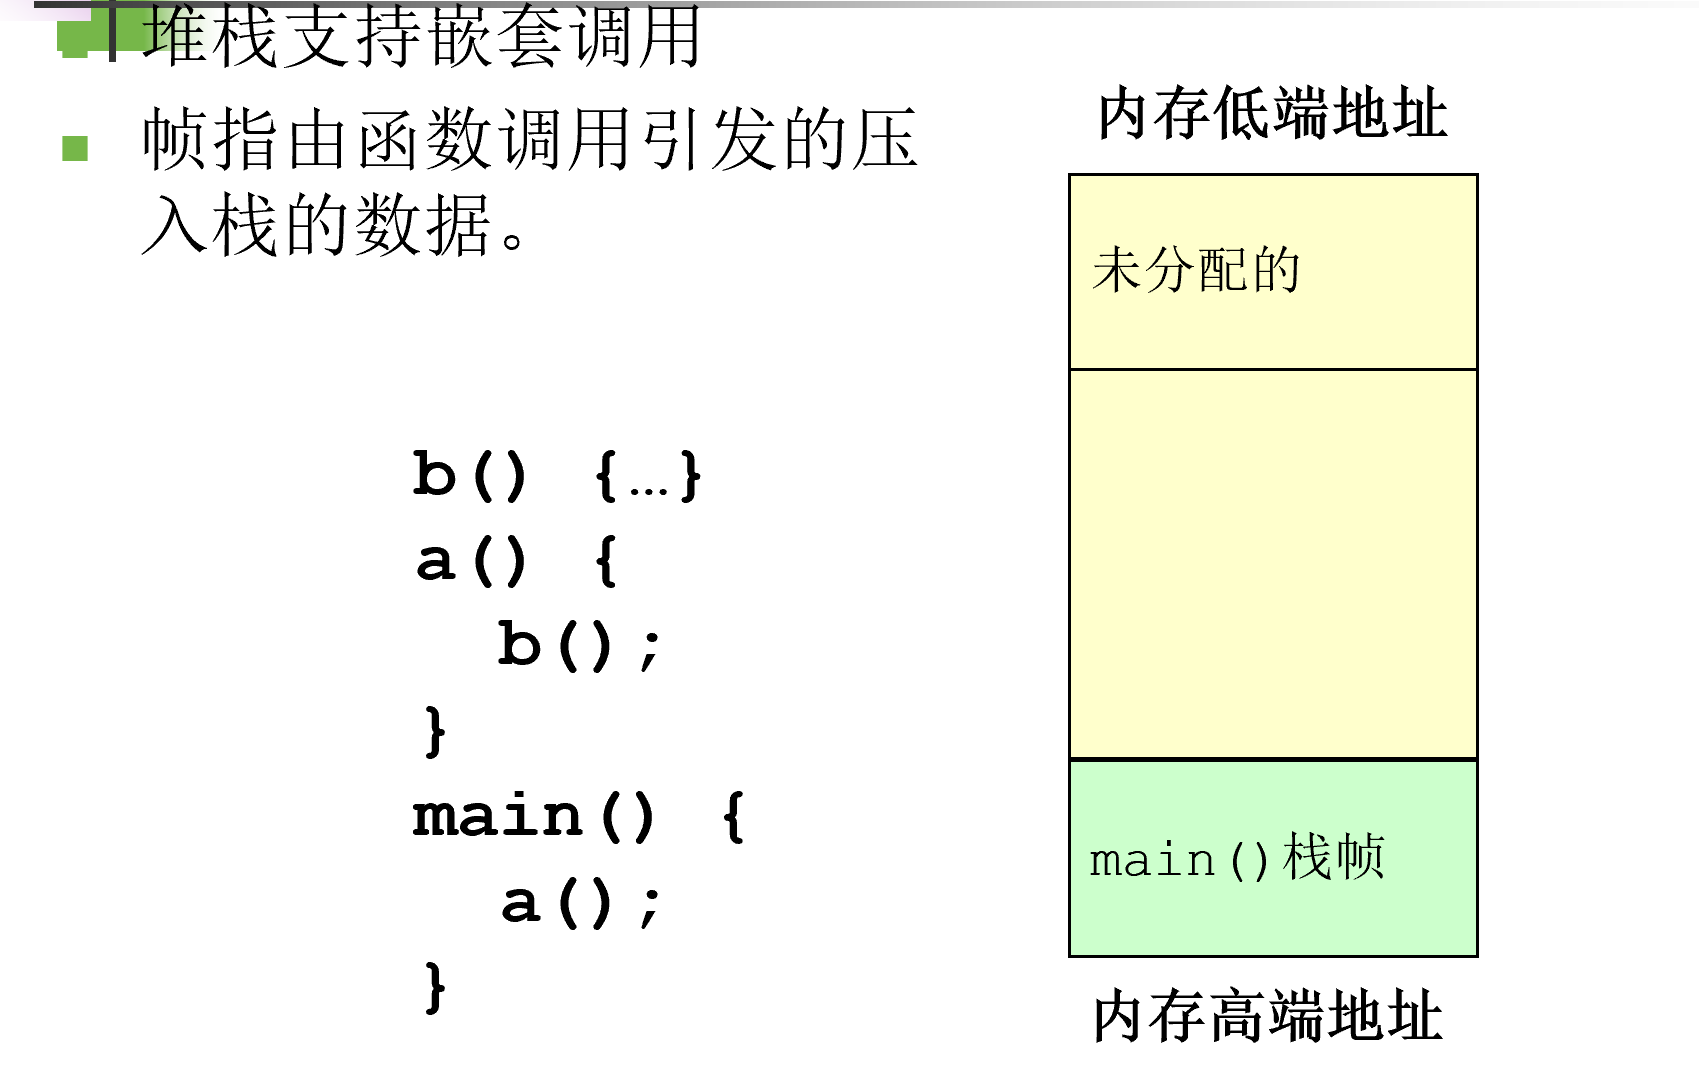 堆栈支持嵌套调用
帧指由函数调用引发的压
入栈的数据。
b() {…}
a() {
b();
}
main() {
a();
}
内存低端地址
未分配的
main()栈帧
内存高端地址